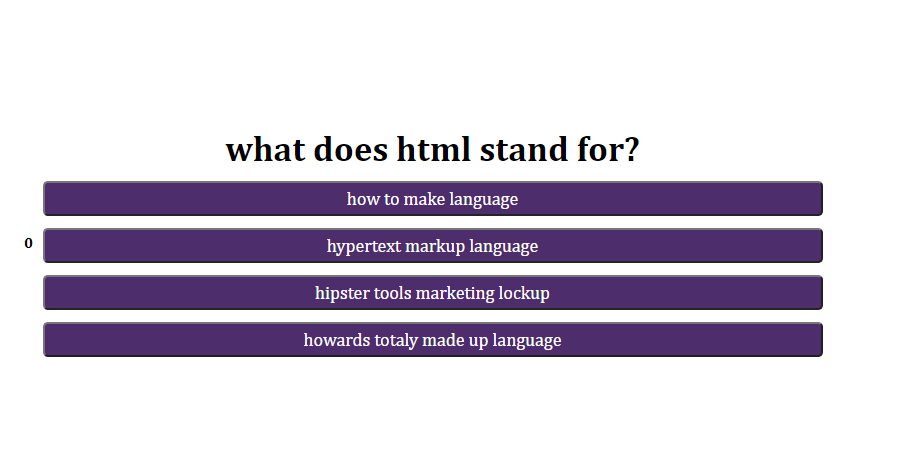 what does html stand for?
how to make language
0
hypertext markup language
hipster tools marketing lockup
howards totaly made up language